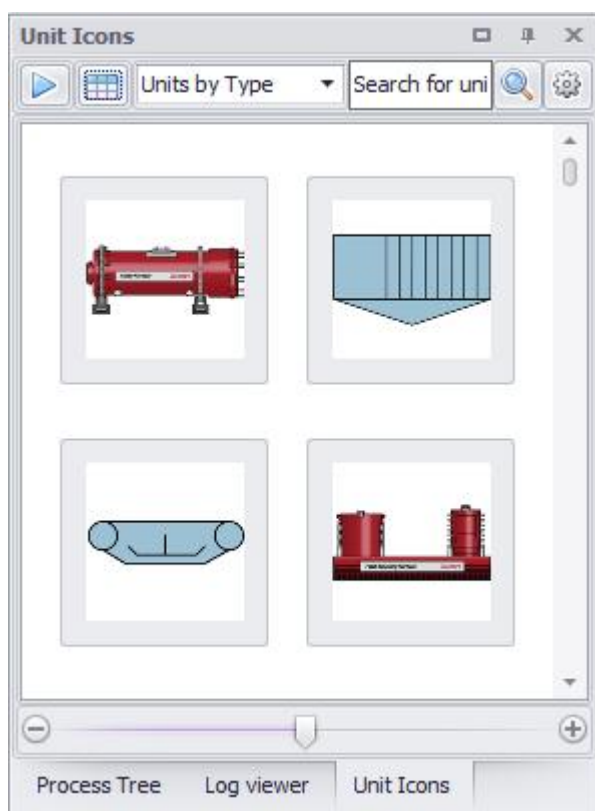 Unit Icons
Units by Type
Search for uni
Process Tree
Log viewer
Unit Icons